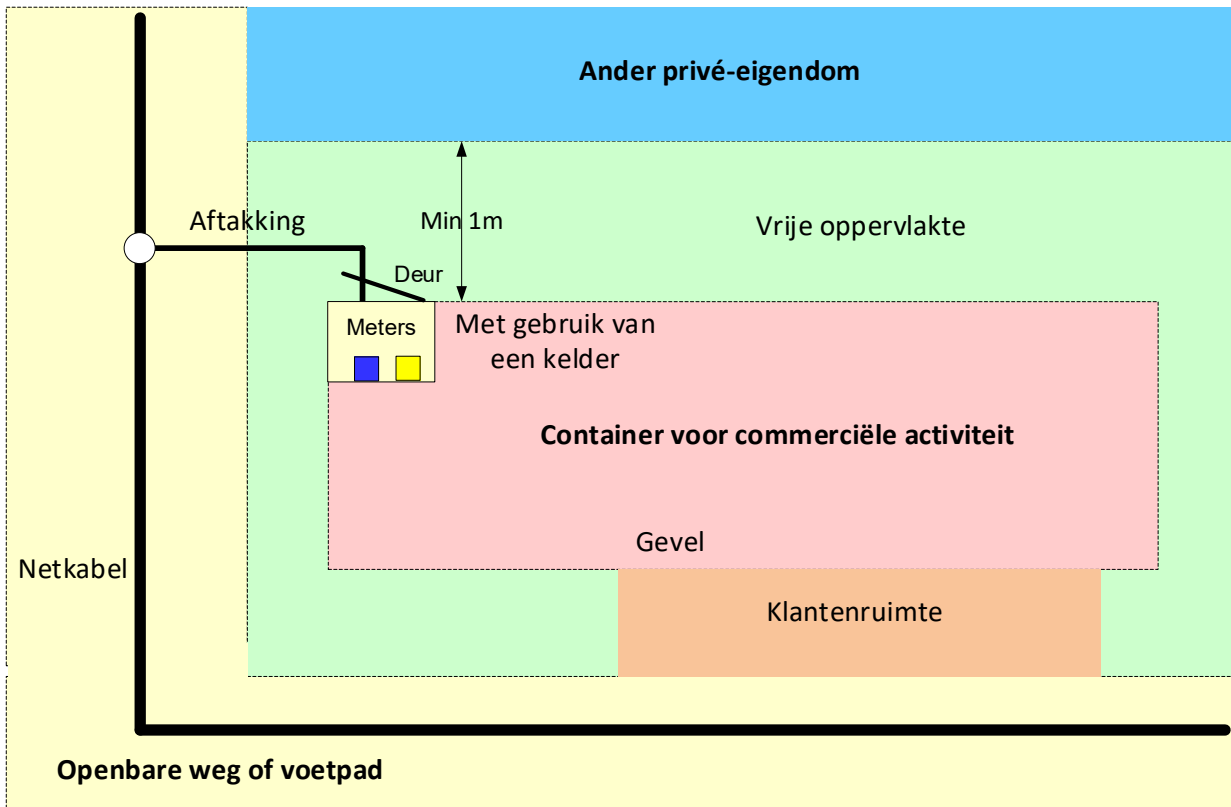 Ander privé-eigendom
Aftakking
Min 1m
Vrije oppervlakte
Deur
Meters
Met gebruik van
een kelder
Container voor commerciële activiteit
Gevel
Netkabel
Klantenruimte
Openbare weg of voetpad